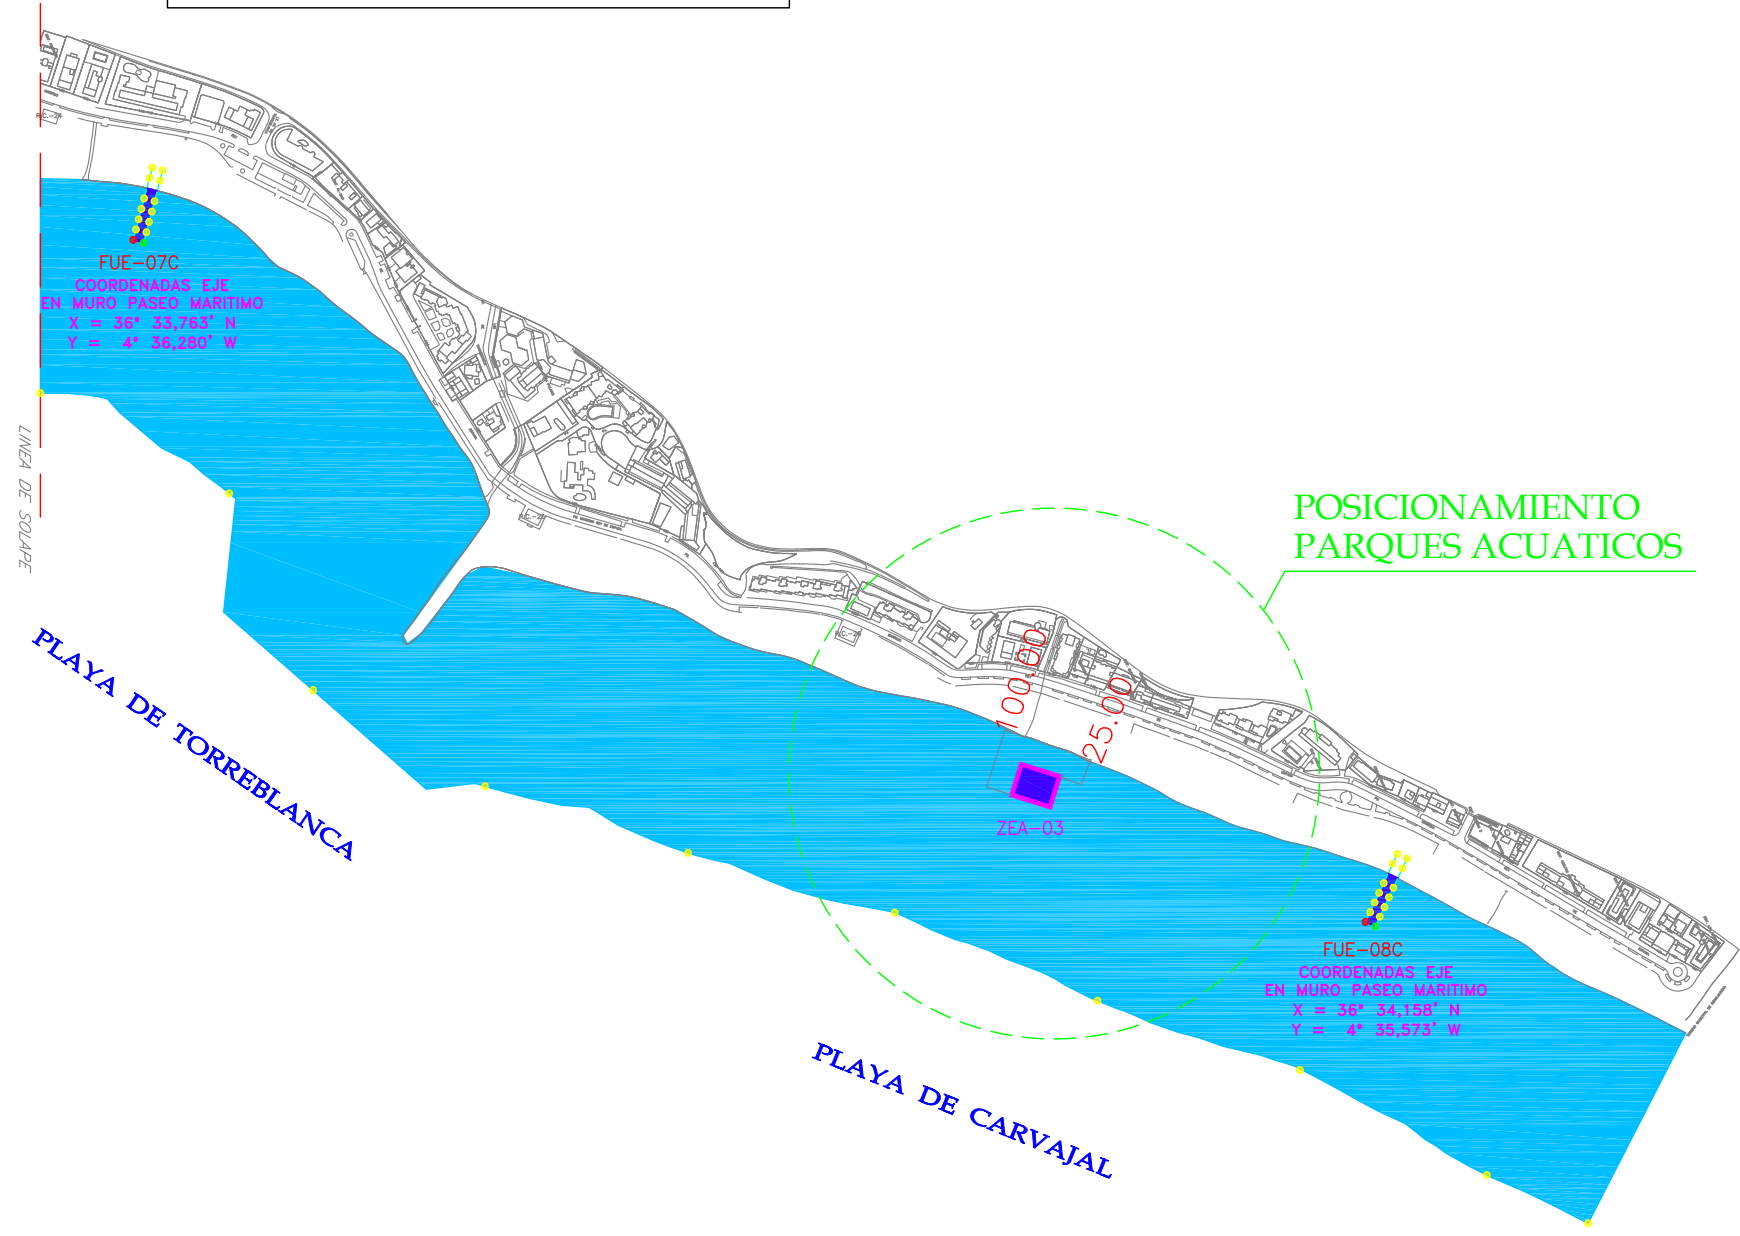 FUE-07C
COORDENADAS EJE
EN MURO PASEO MARITIMO
X = 36° 33,763' N
Y = 4° 36,280' W
LINEA DE SOLAPE
POSICIONAMIENTO
PARQUES ACUATICOS
PLAYA DE TORREBLANCA
100.00
25.00
ZEA-03
FUE-08C
COORDENADAS EJE
EN MURO PASEO MARITIMO
X = 36° 34,158' N
Y = 4° 35,573' W
PLAYA DE CARVAJAL